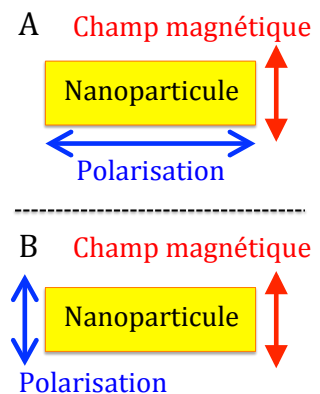 A
Champ magnétique
Nanoparticule
Polarisation
B
Champ magnétique
Nanoparticule
Polarisation